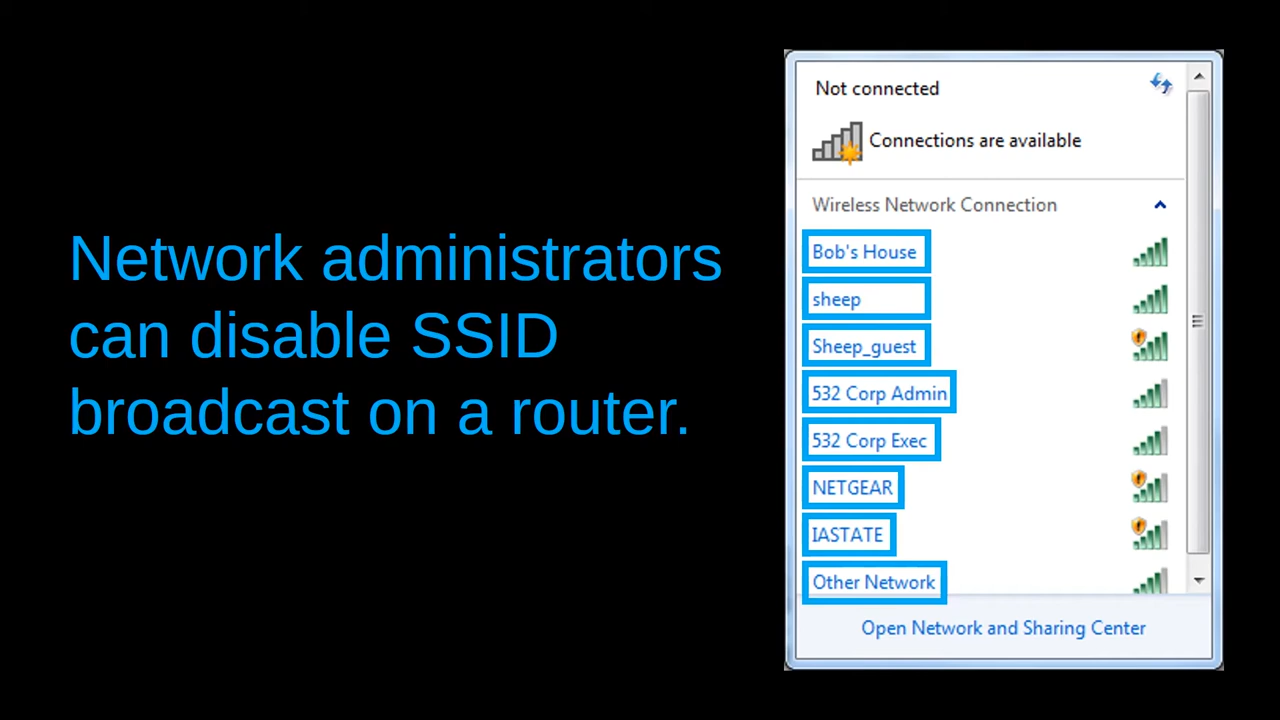 Network administrators
can disable SSID
broadcast on a router.
Not connected
Connections are available
Wireless Network Connection
Bob's House
sheep
Sheep_guest
532 Corp Admin
532 Corp Exec
NETGEAR
IASTATE
Other Network
Open Network and Sharing Center